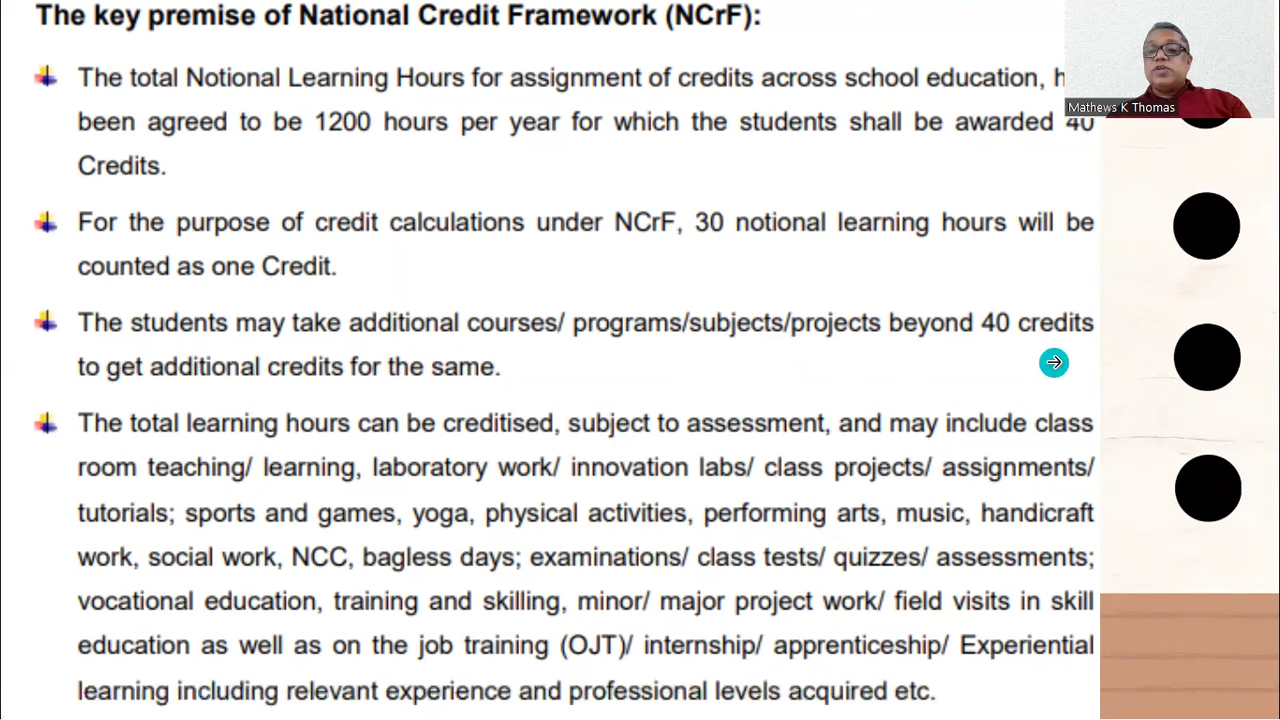 The key premise of National Credit Framework (NCrF):
The total Notional Learning Hours for assignment of credits across school education,
been agreed to be 1200 hours per year for which the students shall be awarded 40
Credits.
For the purpose of credit calculations under NCrF, 30 notional learning hours will be
counted as one Credit.
The students may take additional courses/ programs/subjects/projects beyond 40 credits
to get additional credits for the same.
The total learning hours can be creditised, subject to assessment, and may include class
room teaching/ learning, laboratory work/ innovation labs/ class projects/ assignments/
tutorials; sports and games, yoga, physical activities, performing arts, music, handicraft
work, social work, NCC, bagless days; examinations/ class tests/ quizzes/ assessments;
vocational education, training and skilling, minor/ major project work/ field visits in skill
education as well as on the job training (OJT)/ internship/ apprenticeship/ Experiential
learning including relevant experience and professional levels acquired etc.
Mathews K Thomas